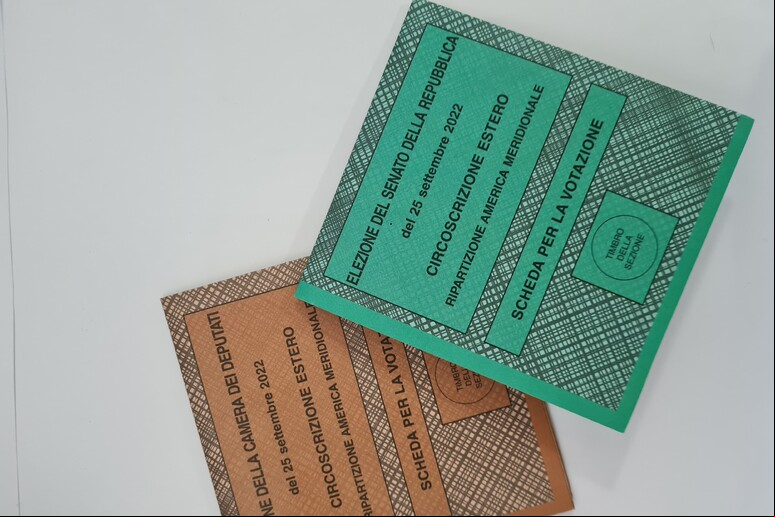 ELEZIONE DEL SENATO DELLA REPUBBLICA
del 25 settembre 2022
CIRCOSCRIZIONE ESTERO
RIPARTIZIONE AMERICA MERIDIONALE
SCHEDA PER LA VOTAZIONE
TIMBRO
DELLA
SEZIONE
NE DELLA CAMERA DEI DEPUTATI
del 25 settembre 2022
CIRCOSCRIZIONE ESTERO
RIPARTIZIONE AMERICA MERIDIONALE
SCHEDA PER LA VOTA
TIMBRO
DELLA
SEZIONE